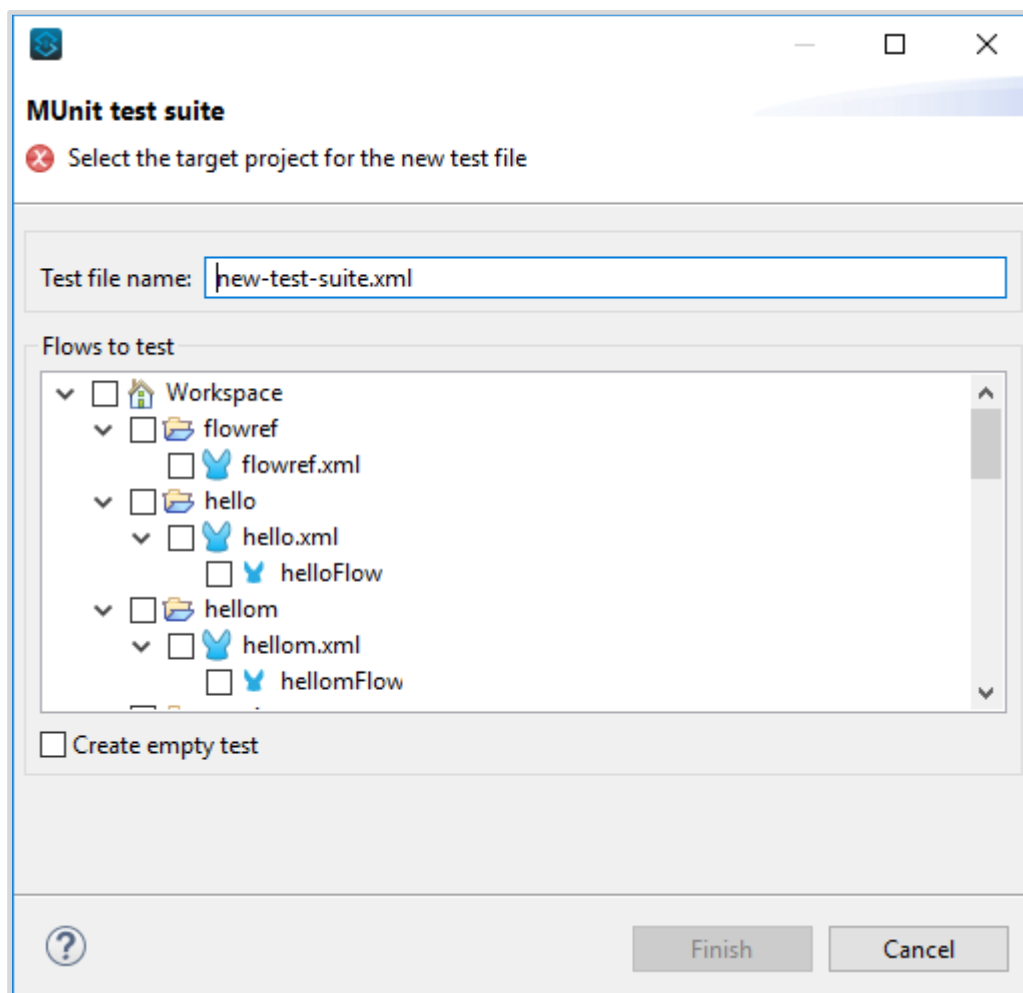 MUnit test suite
Select the target project for the new test file
Test file name: new-test-suite.xml
Flows to test
Workspace
flowref
flowref.xml
hello
hello.xml
helloFlow
hellom
hellom.xml
hellomFlow
Create empty test
Finish Cancel